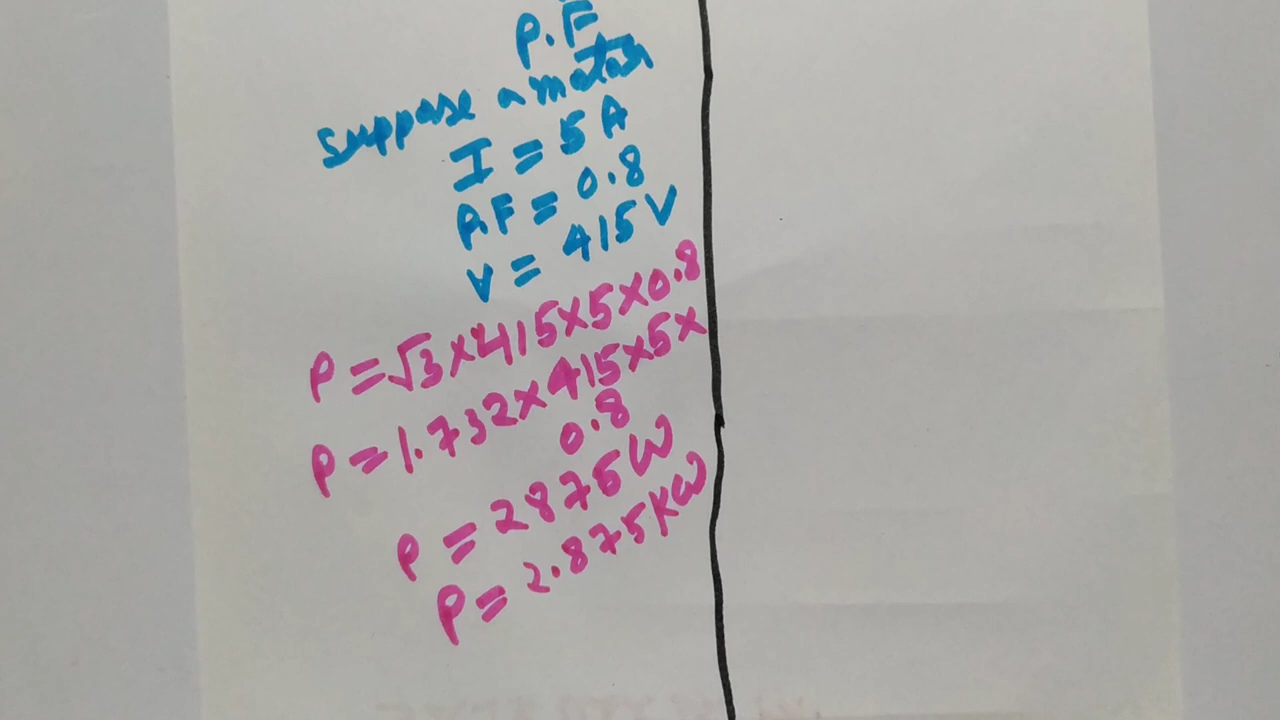 P.F
suppose a motor
I = 5 A
P.F = 0.8
V = 415 V
P = √3×415×5×0.8
P = 1.732×415×5×
0.8
P = 2875 W
P = 2.875 KW